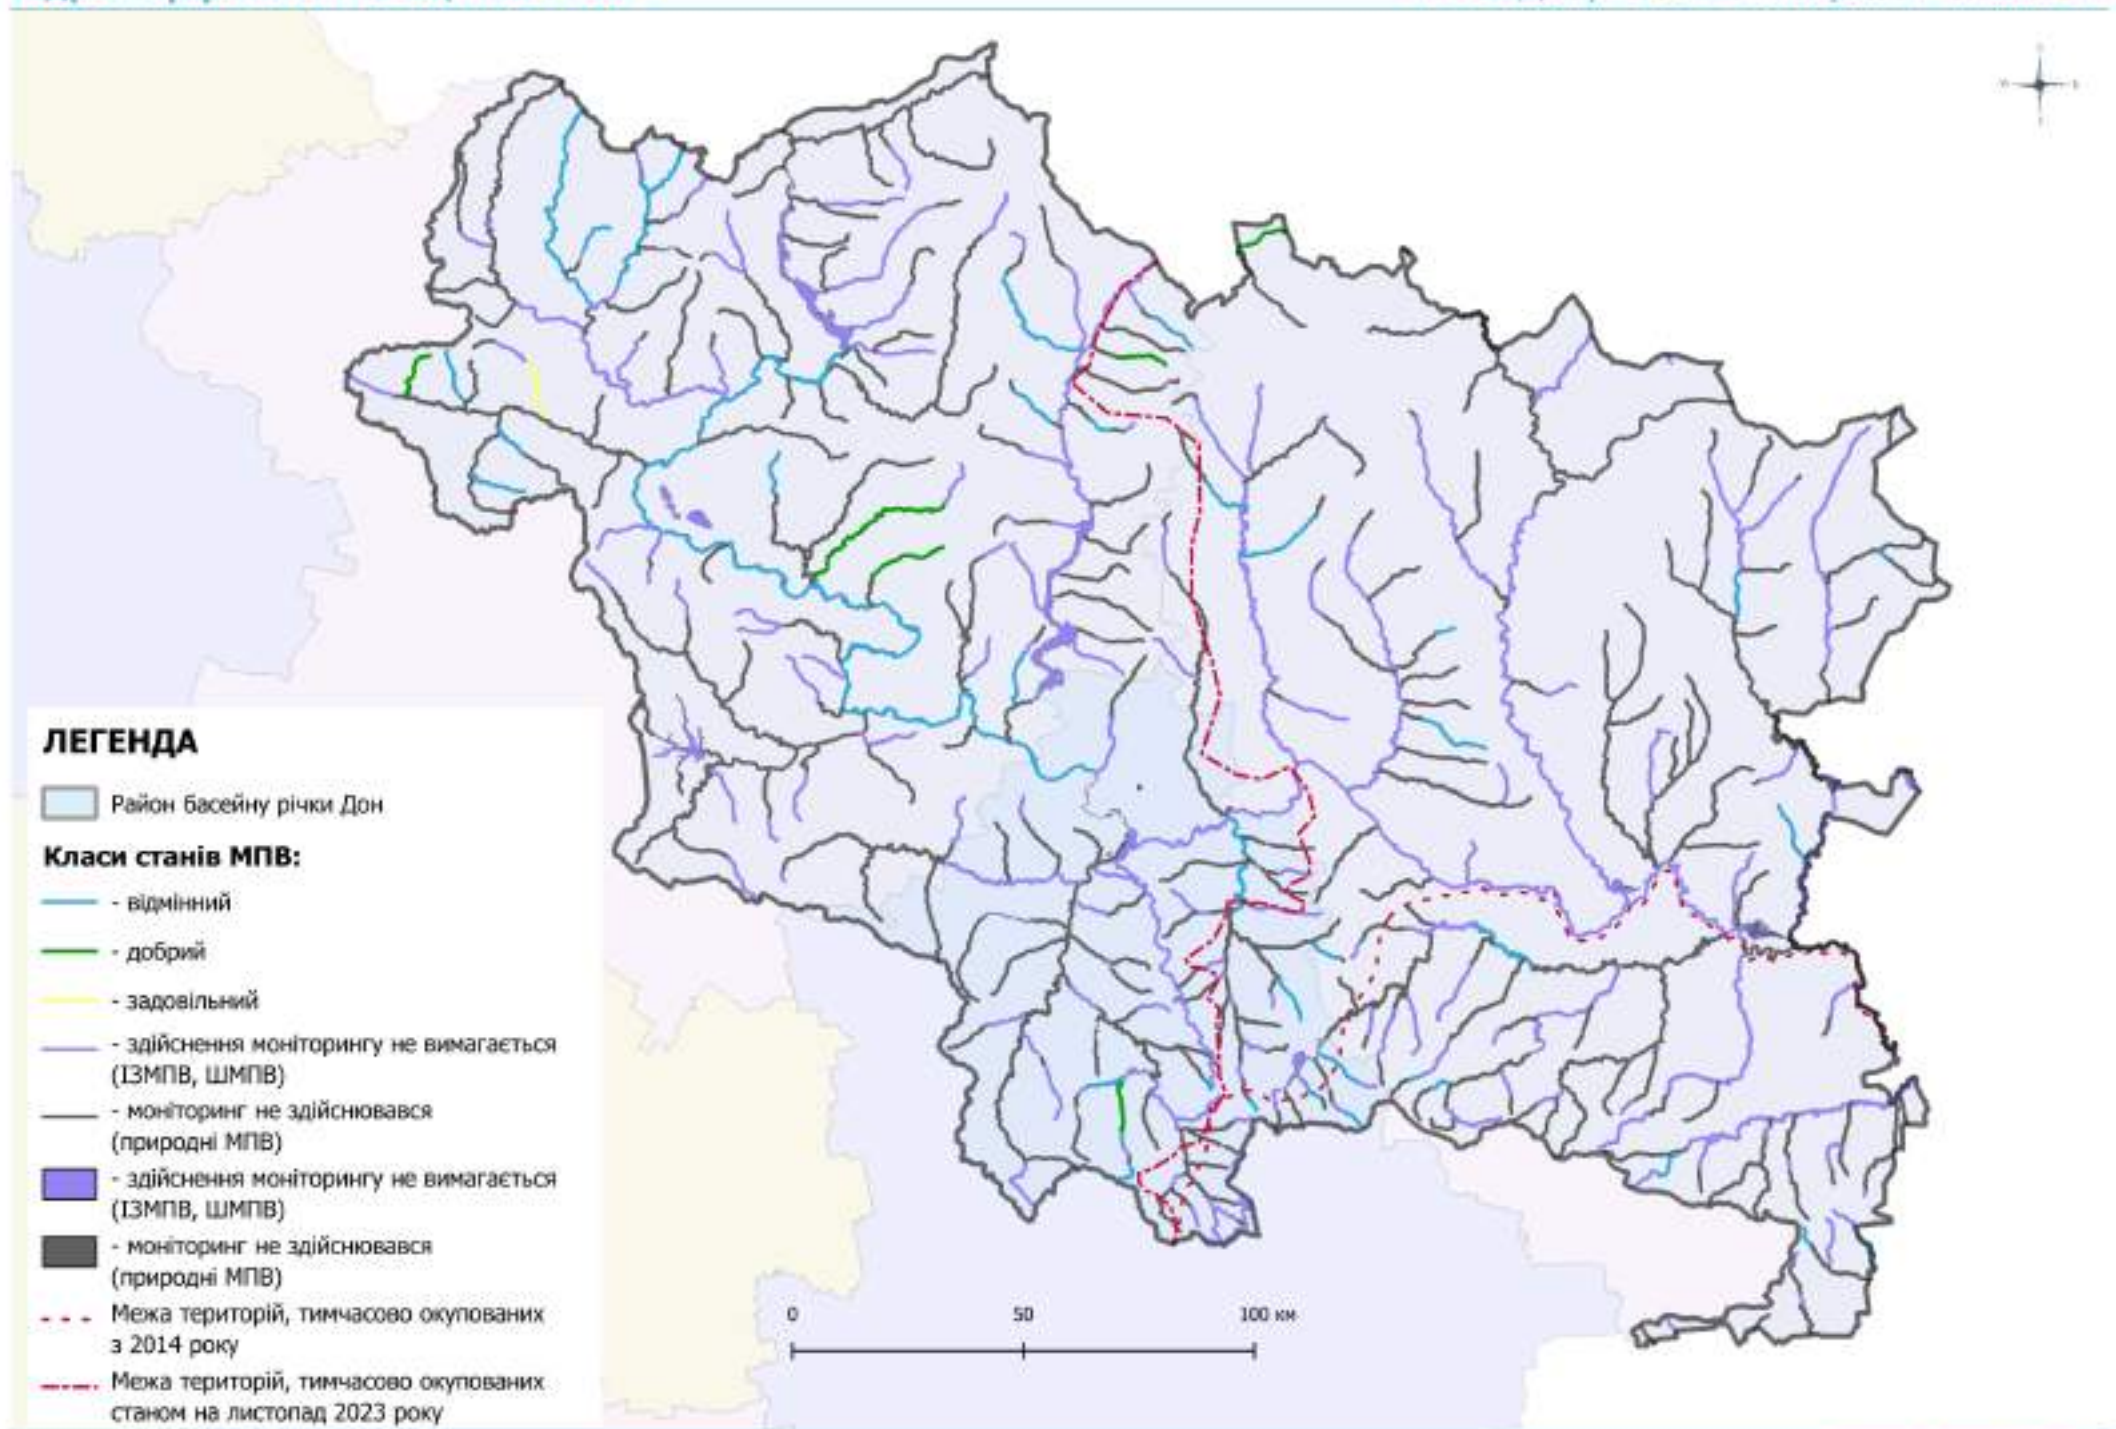 ЛЕГЕНДА
Район басейну річки Дон
Класи станів МПВ:
- відмінний
- добрий
- задовільний
- здійснення моніторингу не вимагається
(ІЗМПВ, ШМПВ)
- моніторинг не здійснювався
(природні МПВ)
- здійснення моніторингу не вимагається
(ІЗМПВ, ШМПВ)
- моніторинг не здійснювався
(природні МПВ)
Межа територій, тимчасово окупованих
з 2014 року
Межа територій, тимчасово окупованих
станом на листопад 2023 року
0 50 100 км